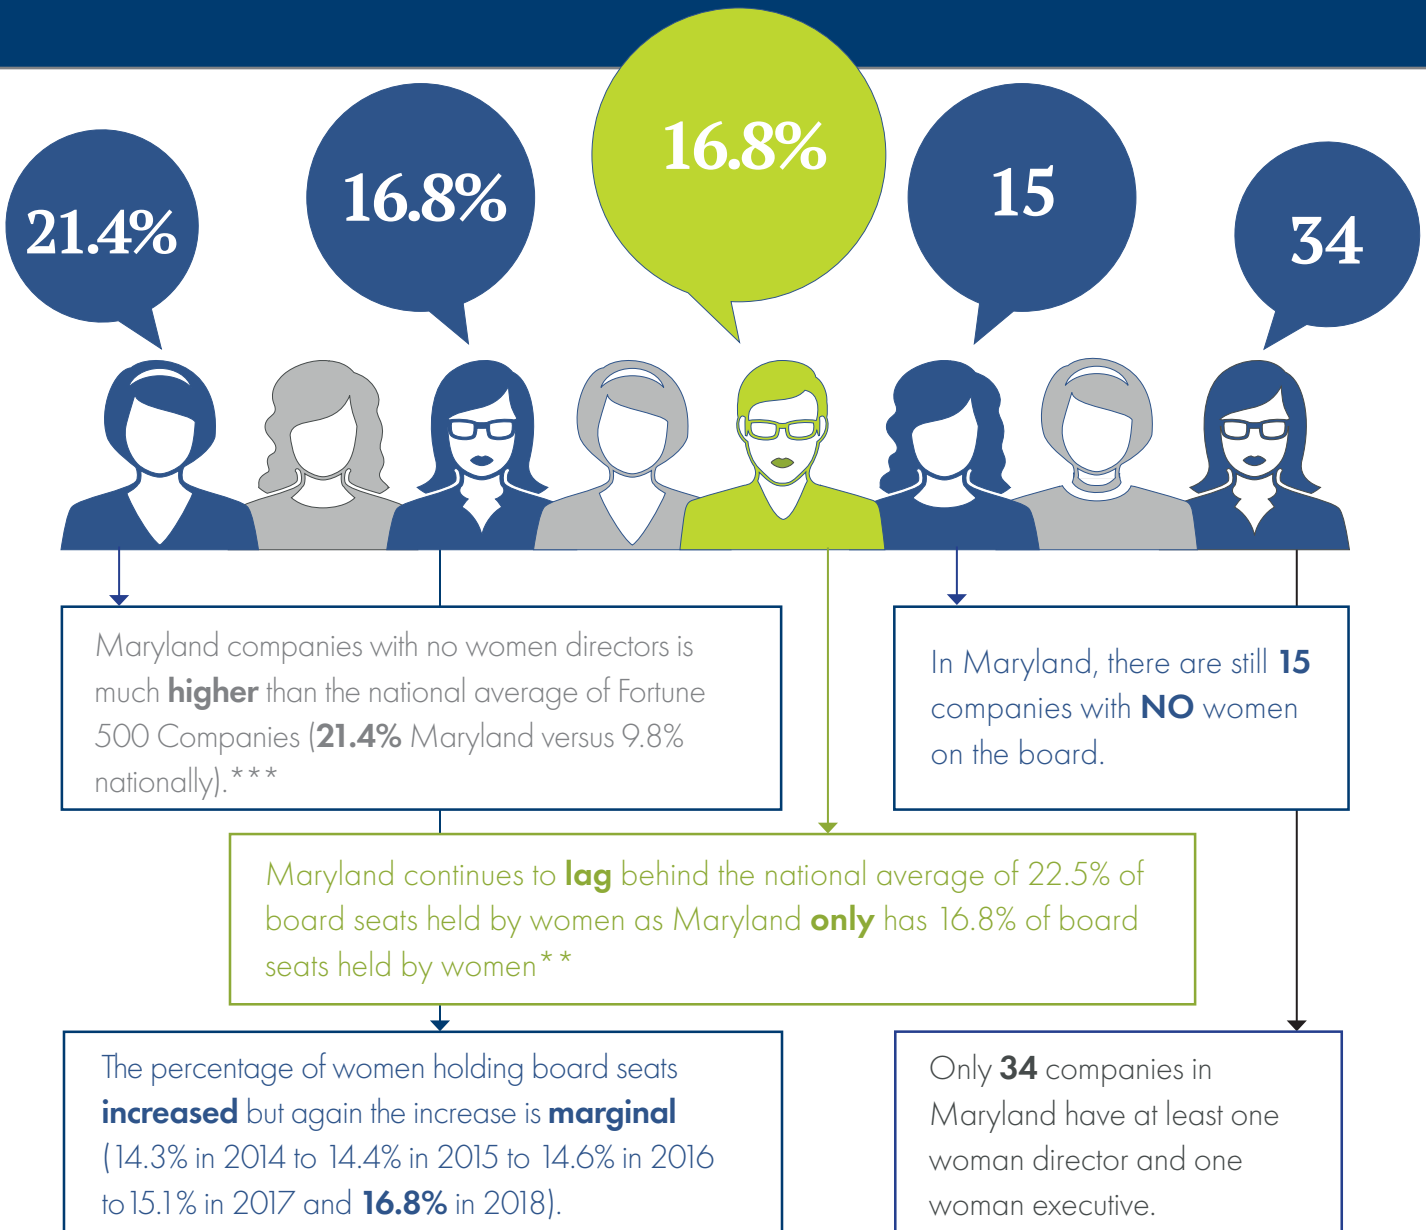 21.4%
16.8%
16.8%
15
34
Maryland companies with no women directors is
much higher than the national average of Fortune
500 Companies (21.4% Maryland versus 9.8%
nationally).***
In Maryland, there are still 15
companies with NO women
on the board.
Maryland continues to lag behind the national average of 22.5% of
board seats held by women as Maryland only has 16.8% of board
seats held by women**
The percentage of women holding board seats
increased but again the increase is marginal
(14.3% in 2014 to 14.4% in 2015 to 14.6% in 2016
to15.1% in 2017 and 16.8% in 2018).
Only 34 companies in
Maryland have at least one
woman director and one
woman executive.